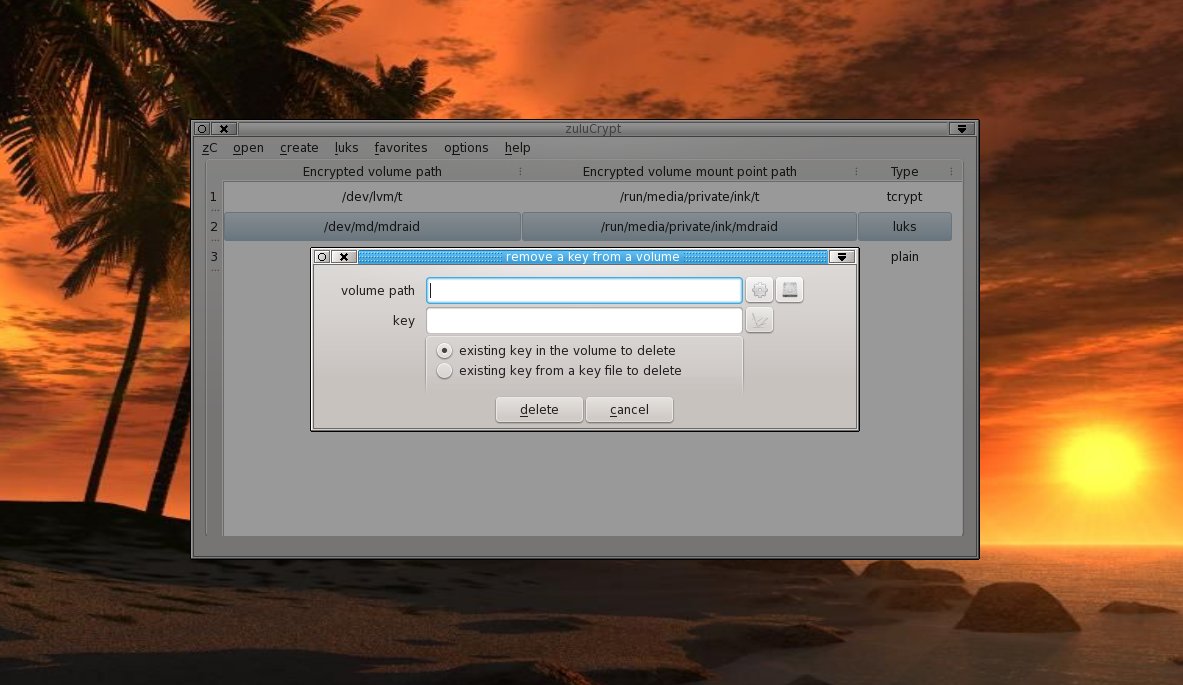 zuluCrypt
zC open create luks favorites options help
Encrypted volume path Encrypted volume mount point path Type
1 /dev/lvm/t /run/media/private/ink/t tcrypt
2 /dev/md/mdraid /run/media/private/ink/mdraid luks
3 plain
remove a key from a volume
volume path
key
existing key in the volume to delete
existing key from a key file to delete
delete cancel